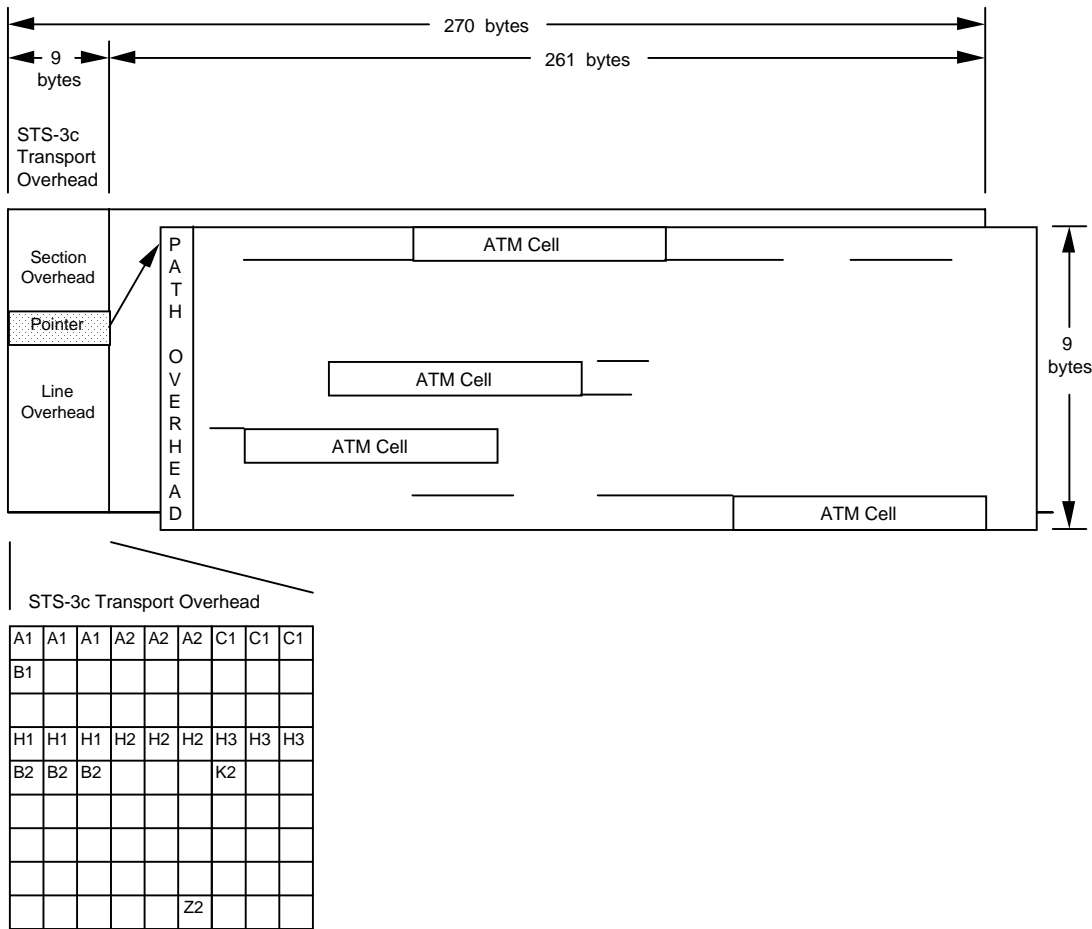 270 bytes
9
bytes
261 bytes
STS-3c
Transport
Overhead
Section
Overhead
Pointer
Line
Overhead
PATH OVERHEAD
ATM Cell
ATM Cell
ATM Cell
ATM Cell
9
bytes
STS-3c Transport Overhead
A1 A1 A1 A2 A2 A2 C1 C1 C1
B1
H1 H1 H1 H2 H2 H2 H3 H3 H3
B2 B2 B2 K2
Z2